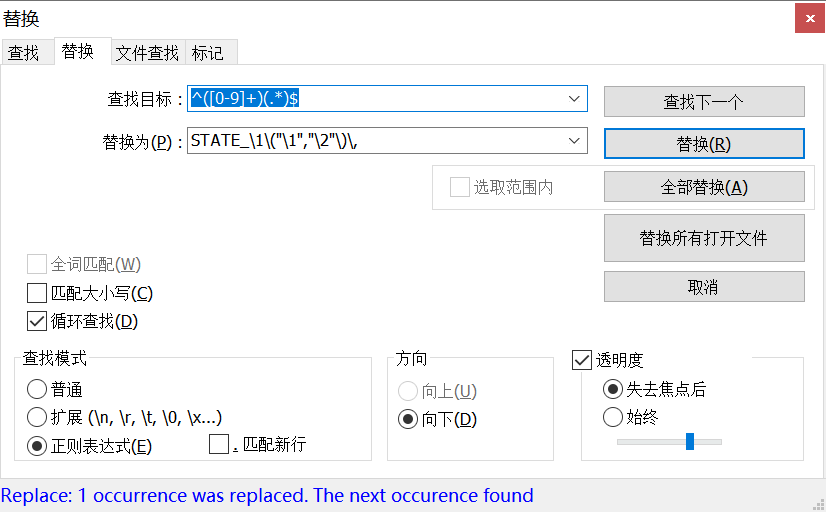 替换
查找 替换 文件查找 标记
查找目标： ^([0-9]+)(.*)$ 查找下一个
替换为(P)： STATE_\1\("\1","\2"\)\, 替换(R)
选取范围内 全部替换(A)
替换所有打开文件
全词匹配(W) 取消
匹配大小写(C)
循环查找(D)
查找模式 方向 透明度
普通 向上(U) 失去焦点后
扩展 (\n, \r, \t, \0, \x...) 向下(D) 始终
正则表达式(E) . 匹配新行
Replace: 1 occurrence was replaced. The next occurence found